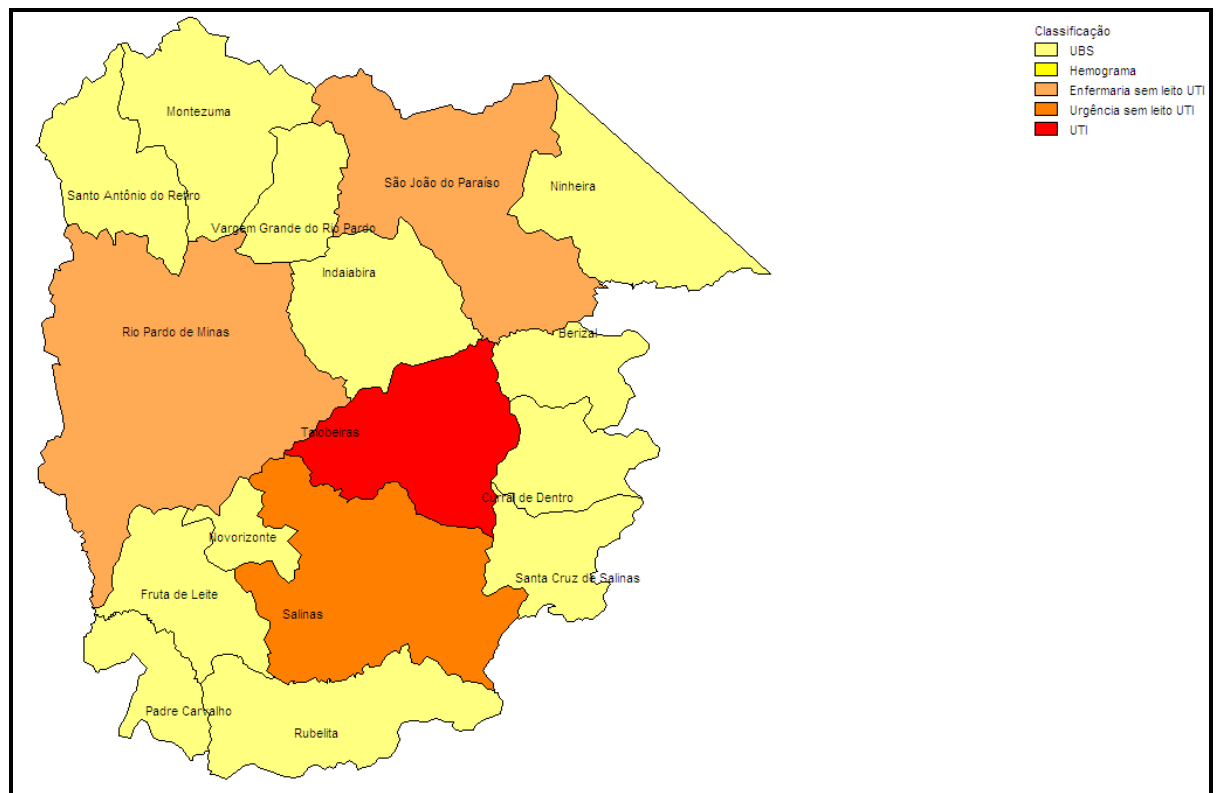 Classificação
UBS
Hemograma
Enfermaria sem leito UTI
Urgência sem leito UTI
UTI
Montezuma
Santo Antônio do Retiro
São João do Paraíso
Ninheira
Vargem Grande do Rio Pardo
Indaiabira
Rio Pardo de Minas
Berizal
Taiobeiras
Curral de Dentro
Novorizonte
Santa Cruz de Salinas
Fruta de Leite
Salinas
Padre Carvalho
Rubelita